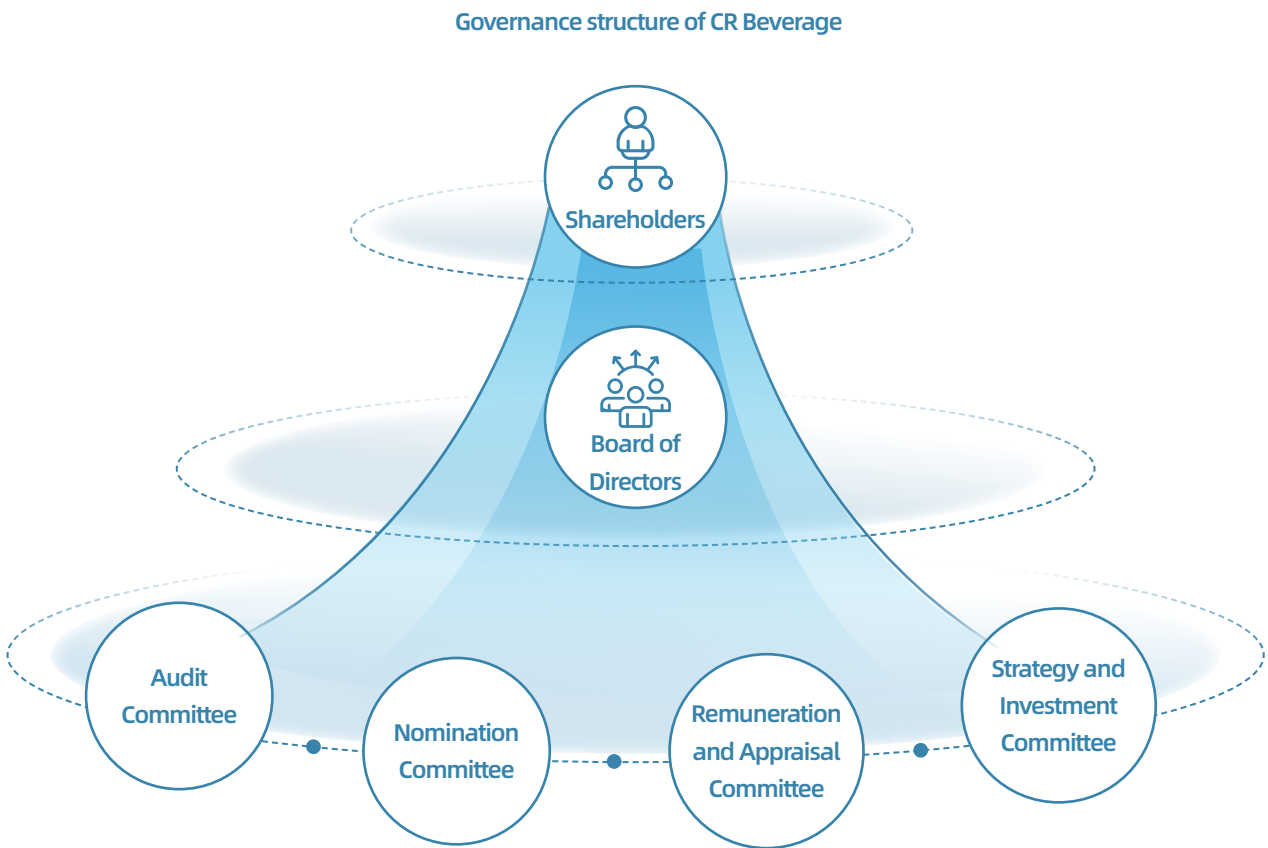 Governance structure of CR Beverage
Shareholders
Board of
Directors
Audit
Committee
Nomination
Committee
Remuneration
and Appraisal
Committee
Strategy and
Investment
Committee